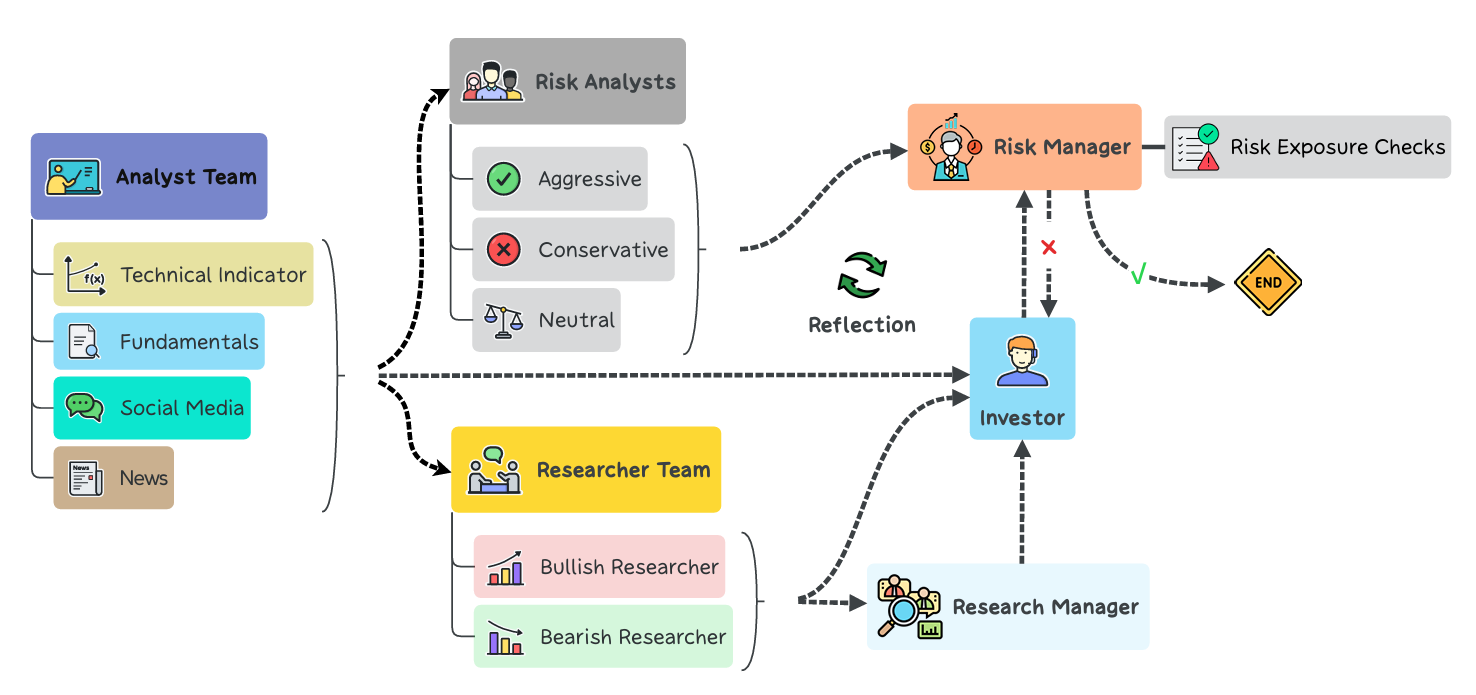 Analyst Team
f(x)
Technical Indicator
Fundamentals
Social Media
News
News
Risk Analysts
Aggressive
Conservative
Neutral
Researcher Team
Bullish Researcher
Bearish Researcher
Reflection
Risk Manager
Risk Exposure Checks
×
√
END
Investor
Research Manager